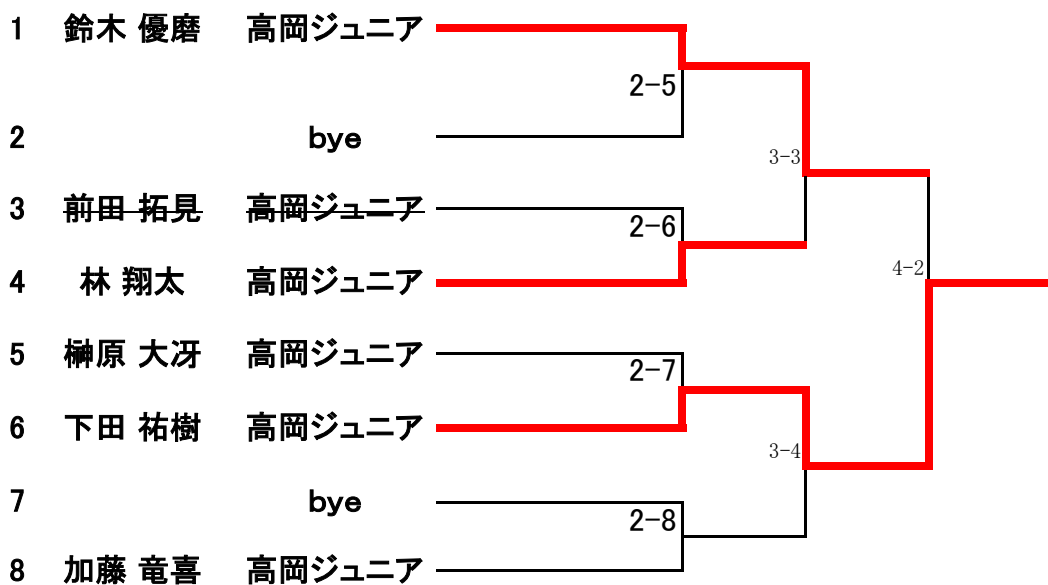 1 鈴木 優磨 高岡ジュニア
2-5
2 bye
3-3
3 前田 拓見 高岡ジュニア
2-6
4-2
4 林 翔太 高岡ジュニア
5 榊原 大冴 高岡ジュニア
2-7
6 下田 祐樹 高岡ジュニア
3-4
7 bye
2-8
8 加藤 竜喜 高岡ジュニア